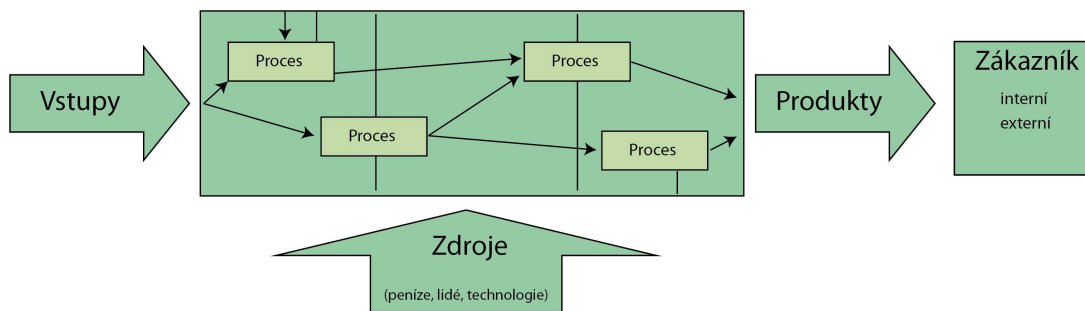 Vstupy
Proces
Proces
Proces
Proces
Produkty
Zákazník
interní
externí
Zdroje
(peníze, lidé, technologie)